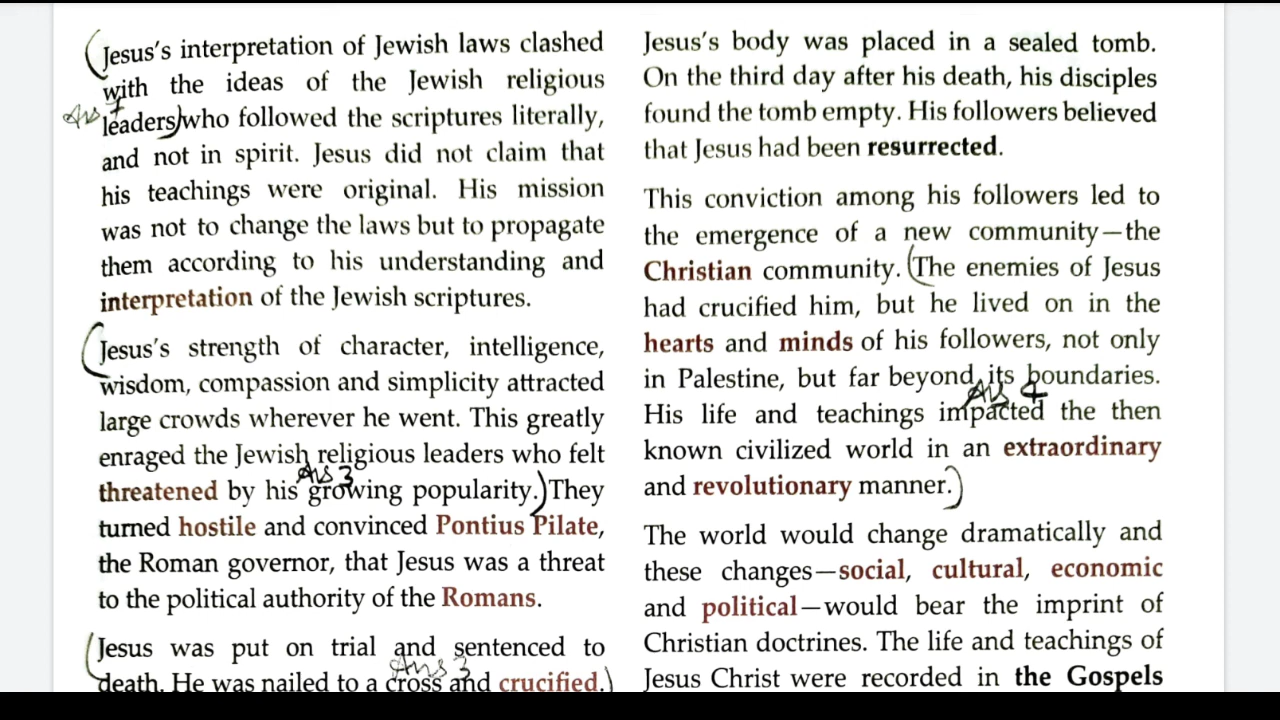 Jesus's interpretation of Jewish laws clashed
with the ideas of the Jewish religious
Ans
leaders) who followed the scriptures literally,
and not in spirit. Jesus did not claim that
his teachings were original. His mission
was not to change the laws but to propagate
them according to his understanding and
interpretation of the Jewish scriptures.
(Jesus's strength of character, intelligence,
wisdom, compassion and simplicity attracted
large crowds wherever he went. This greatly
enraged the Jewish religious leaders who felt
Ans 3
threatened by his growing popularity.) They
turned hostile and convinced Pontius Pilate,
the Roman governor, that Jesus was a threat
to the political authority of the Romans.
(Jesus was put on trial and sentenced to
Ans 3
death. He was nailed to a cross and crucified.)
Jesus's body was placed in a sealed tomb.
On the third day after his death, his disciples
found the tomb empty. His followers believed
that Jesus had been resurrected.
This conviction among his followers led to
the emergence of a new community—the
Christian community. (The enemies of Jesus
had crucified him, but he lived on in the
hearts and minds of his followers, not only
in Palestine, but far beyond its boundaries.
Ans 4
His life and teachings impacted the then
known civilized world in an extraordinary
and revolutionary manner.)
The world would change dramatically and
these changes—social, cultural, economic
and political—would bear the imprint of
Christian doctrines. The life and teachings of
Jesus Christ were recorded in the Gospels